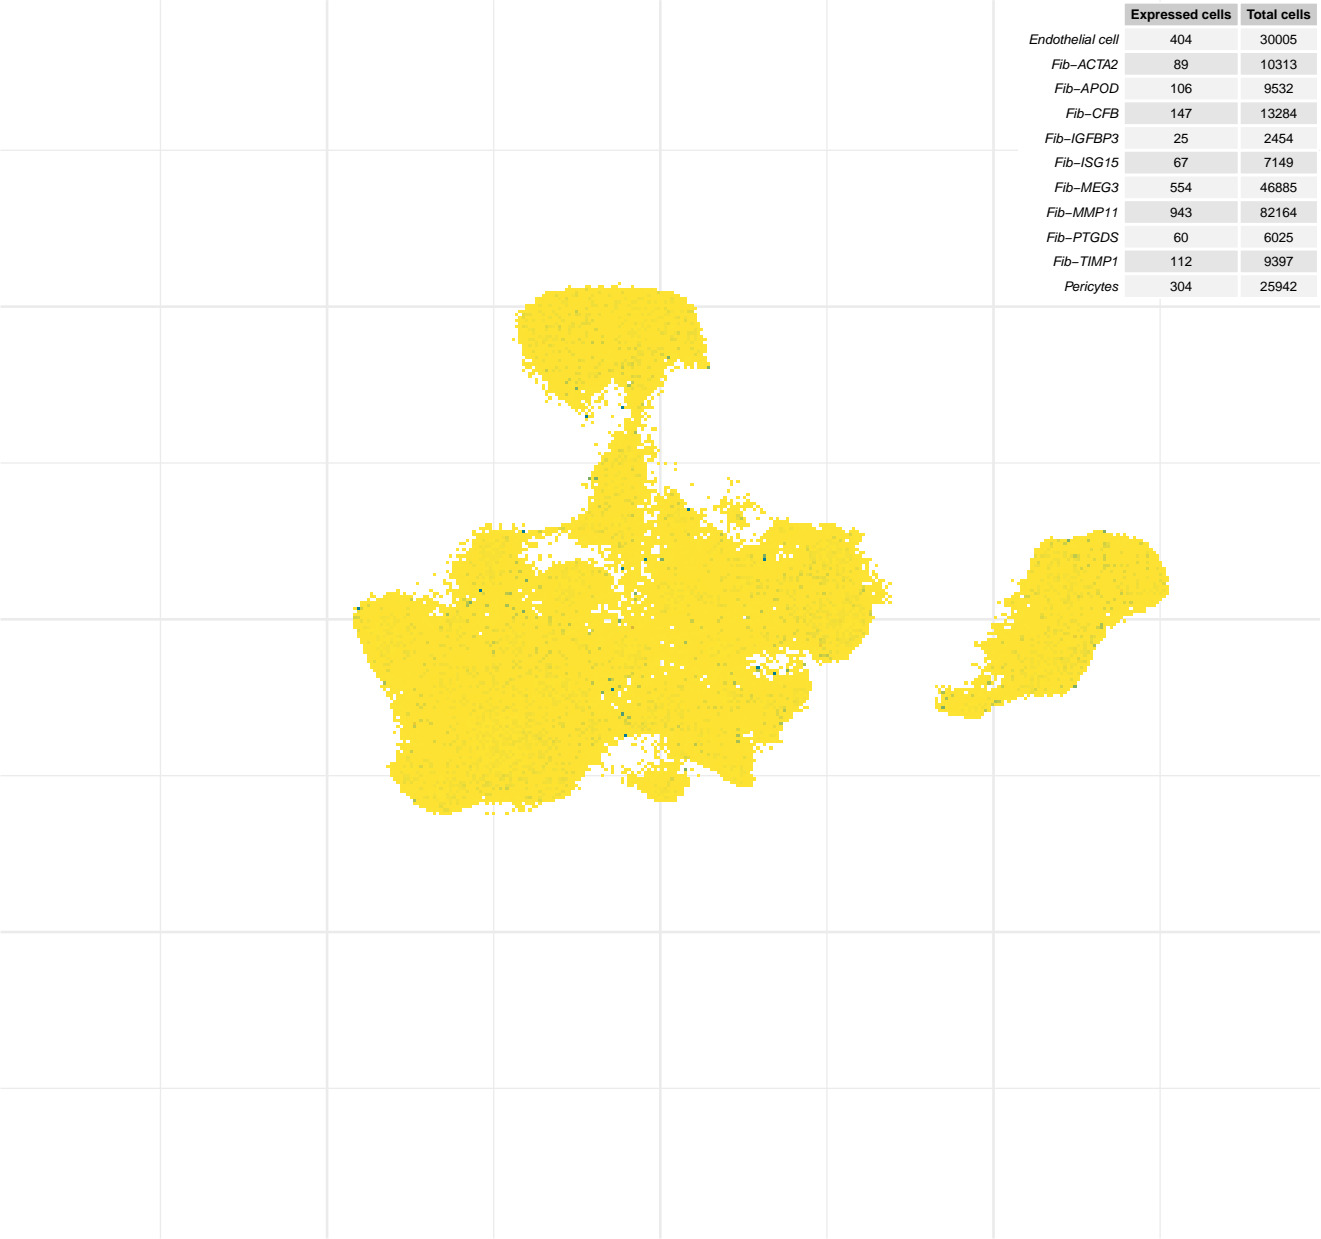 Expressed cells Total cells
Endothelial cell 404 30005
Fib−ACTA2 89 10313
Fib−APOD 106 9532
Fib−CFB 147 13284
Fib−IGFBP3 25 2454
Fib−ISG15 67 7149
Fib−MEG3 554 46885
Fib−MMP11 943 82164
Fib−PTGDS 60 6025
Fib−TIMP1 112 9397
Pericytes 304 25942